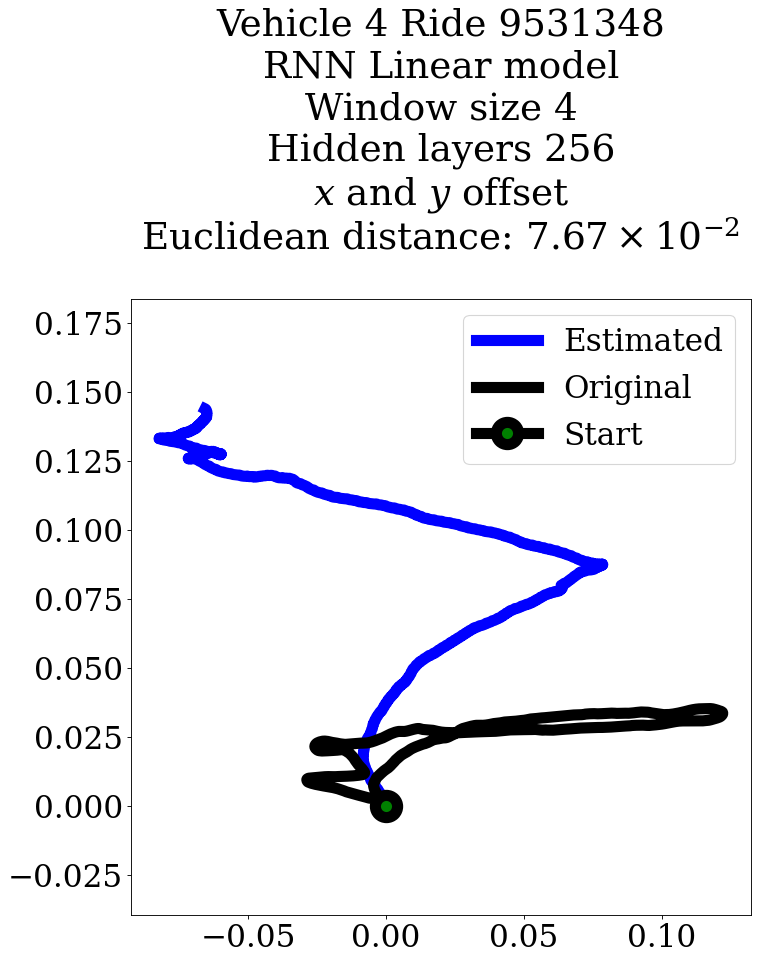 Vehicle 4 Ride 9531348
RNN Linear model
Window size 4
Hidden layers 256
x and y offset
Euclidean distance: 7.67 × 10⁻²
Estimated
Original
Start
0.175
0.150
0.125
0.100
0.075
0.050
0.025
0.000
−0.025
−0.05 0.00 0.05 0.10